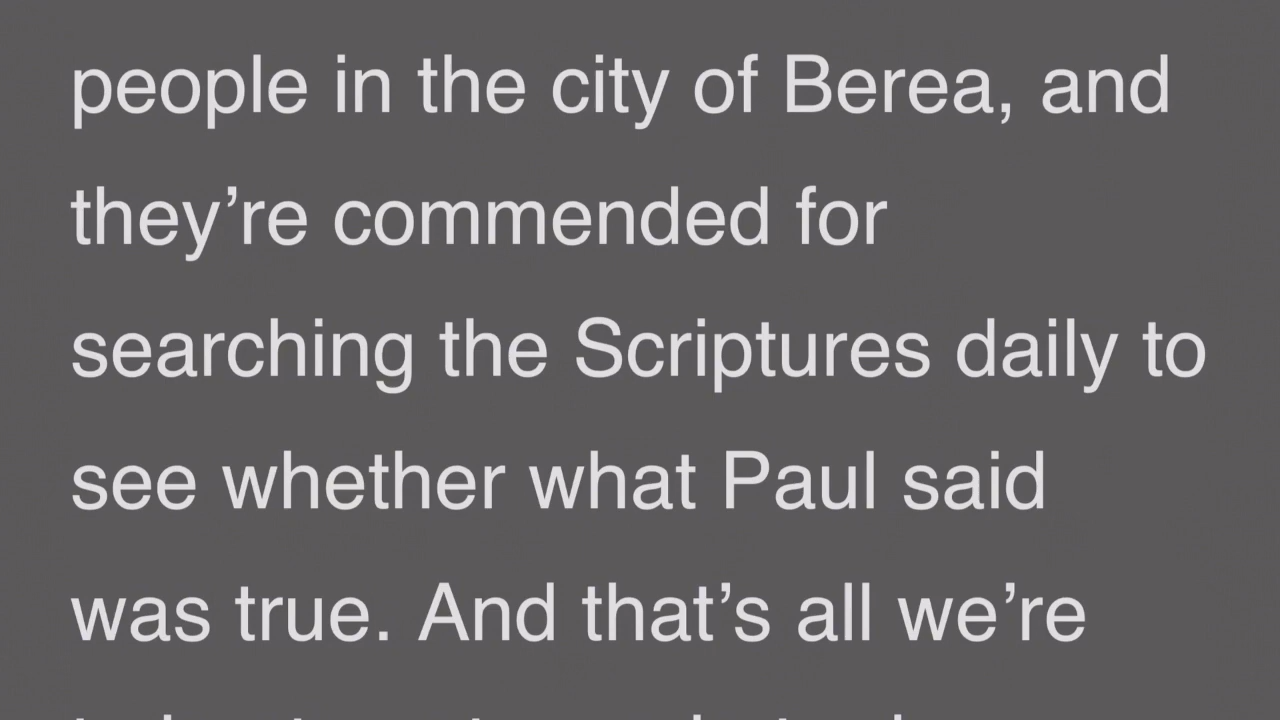 people in the city of Berea, and
they’re commended for
searching the Scriptures daily to
see whether what Paul said
was true. And that’s all we’re